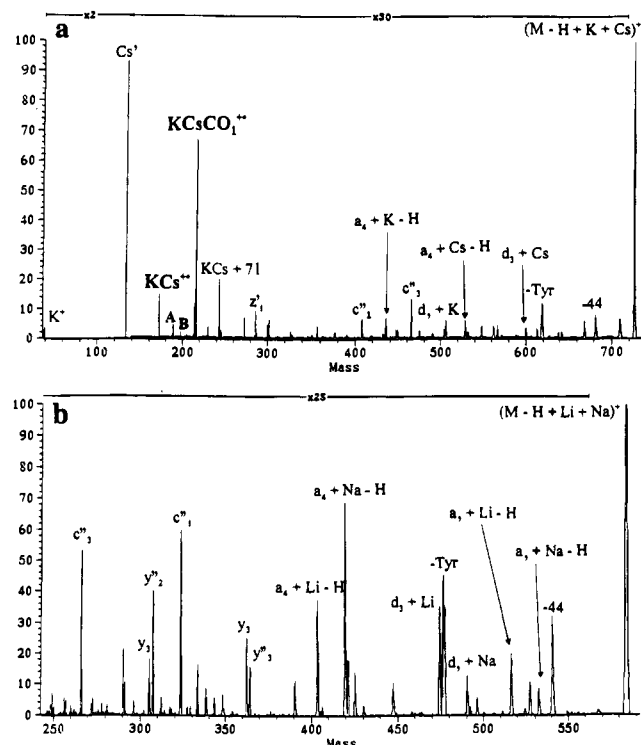 x2 x30
a
(M - H + K + Cs)+
Cs'
KCsCO₁+•
a₄ + K - H
a₄ + Cs - H
d₃ + Cs
KCs+•
KCs + 71
c"₃
-Tyr
A
B
z'₁
c"₁
d, + K
-44
K+
100
90
80
70
60
50
40
30
20
10
0
100 200 300 400 500 600 700
Mass
x25
b
(M - H + Li + Na)+
a₄ + Na - H
a, + Li - H
c"₁
c"₃
a, + Na - H
-Tyr
y"₂
a₄ + Li - H
d₃ + Li
-44
y₃
y₃
y"₃
d, + Na
100
90
80
70
60
50
40
30
20
10
0
250 300 350 400 450 500 550
Mass